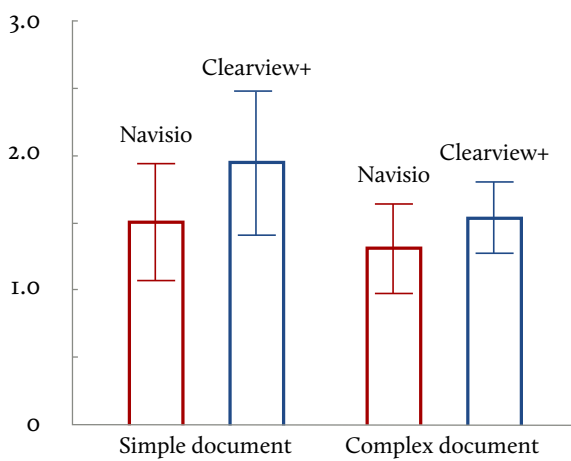 3.0
Clearview+
Navisio
2.0
Clearview+
Navisio
1.0
0
Simple document
Complex document